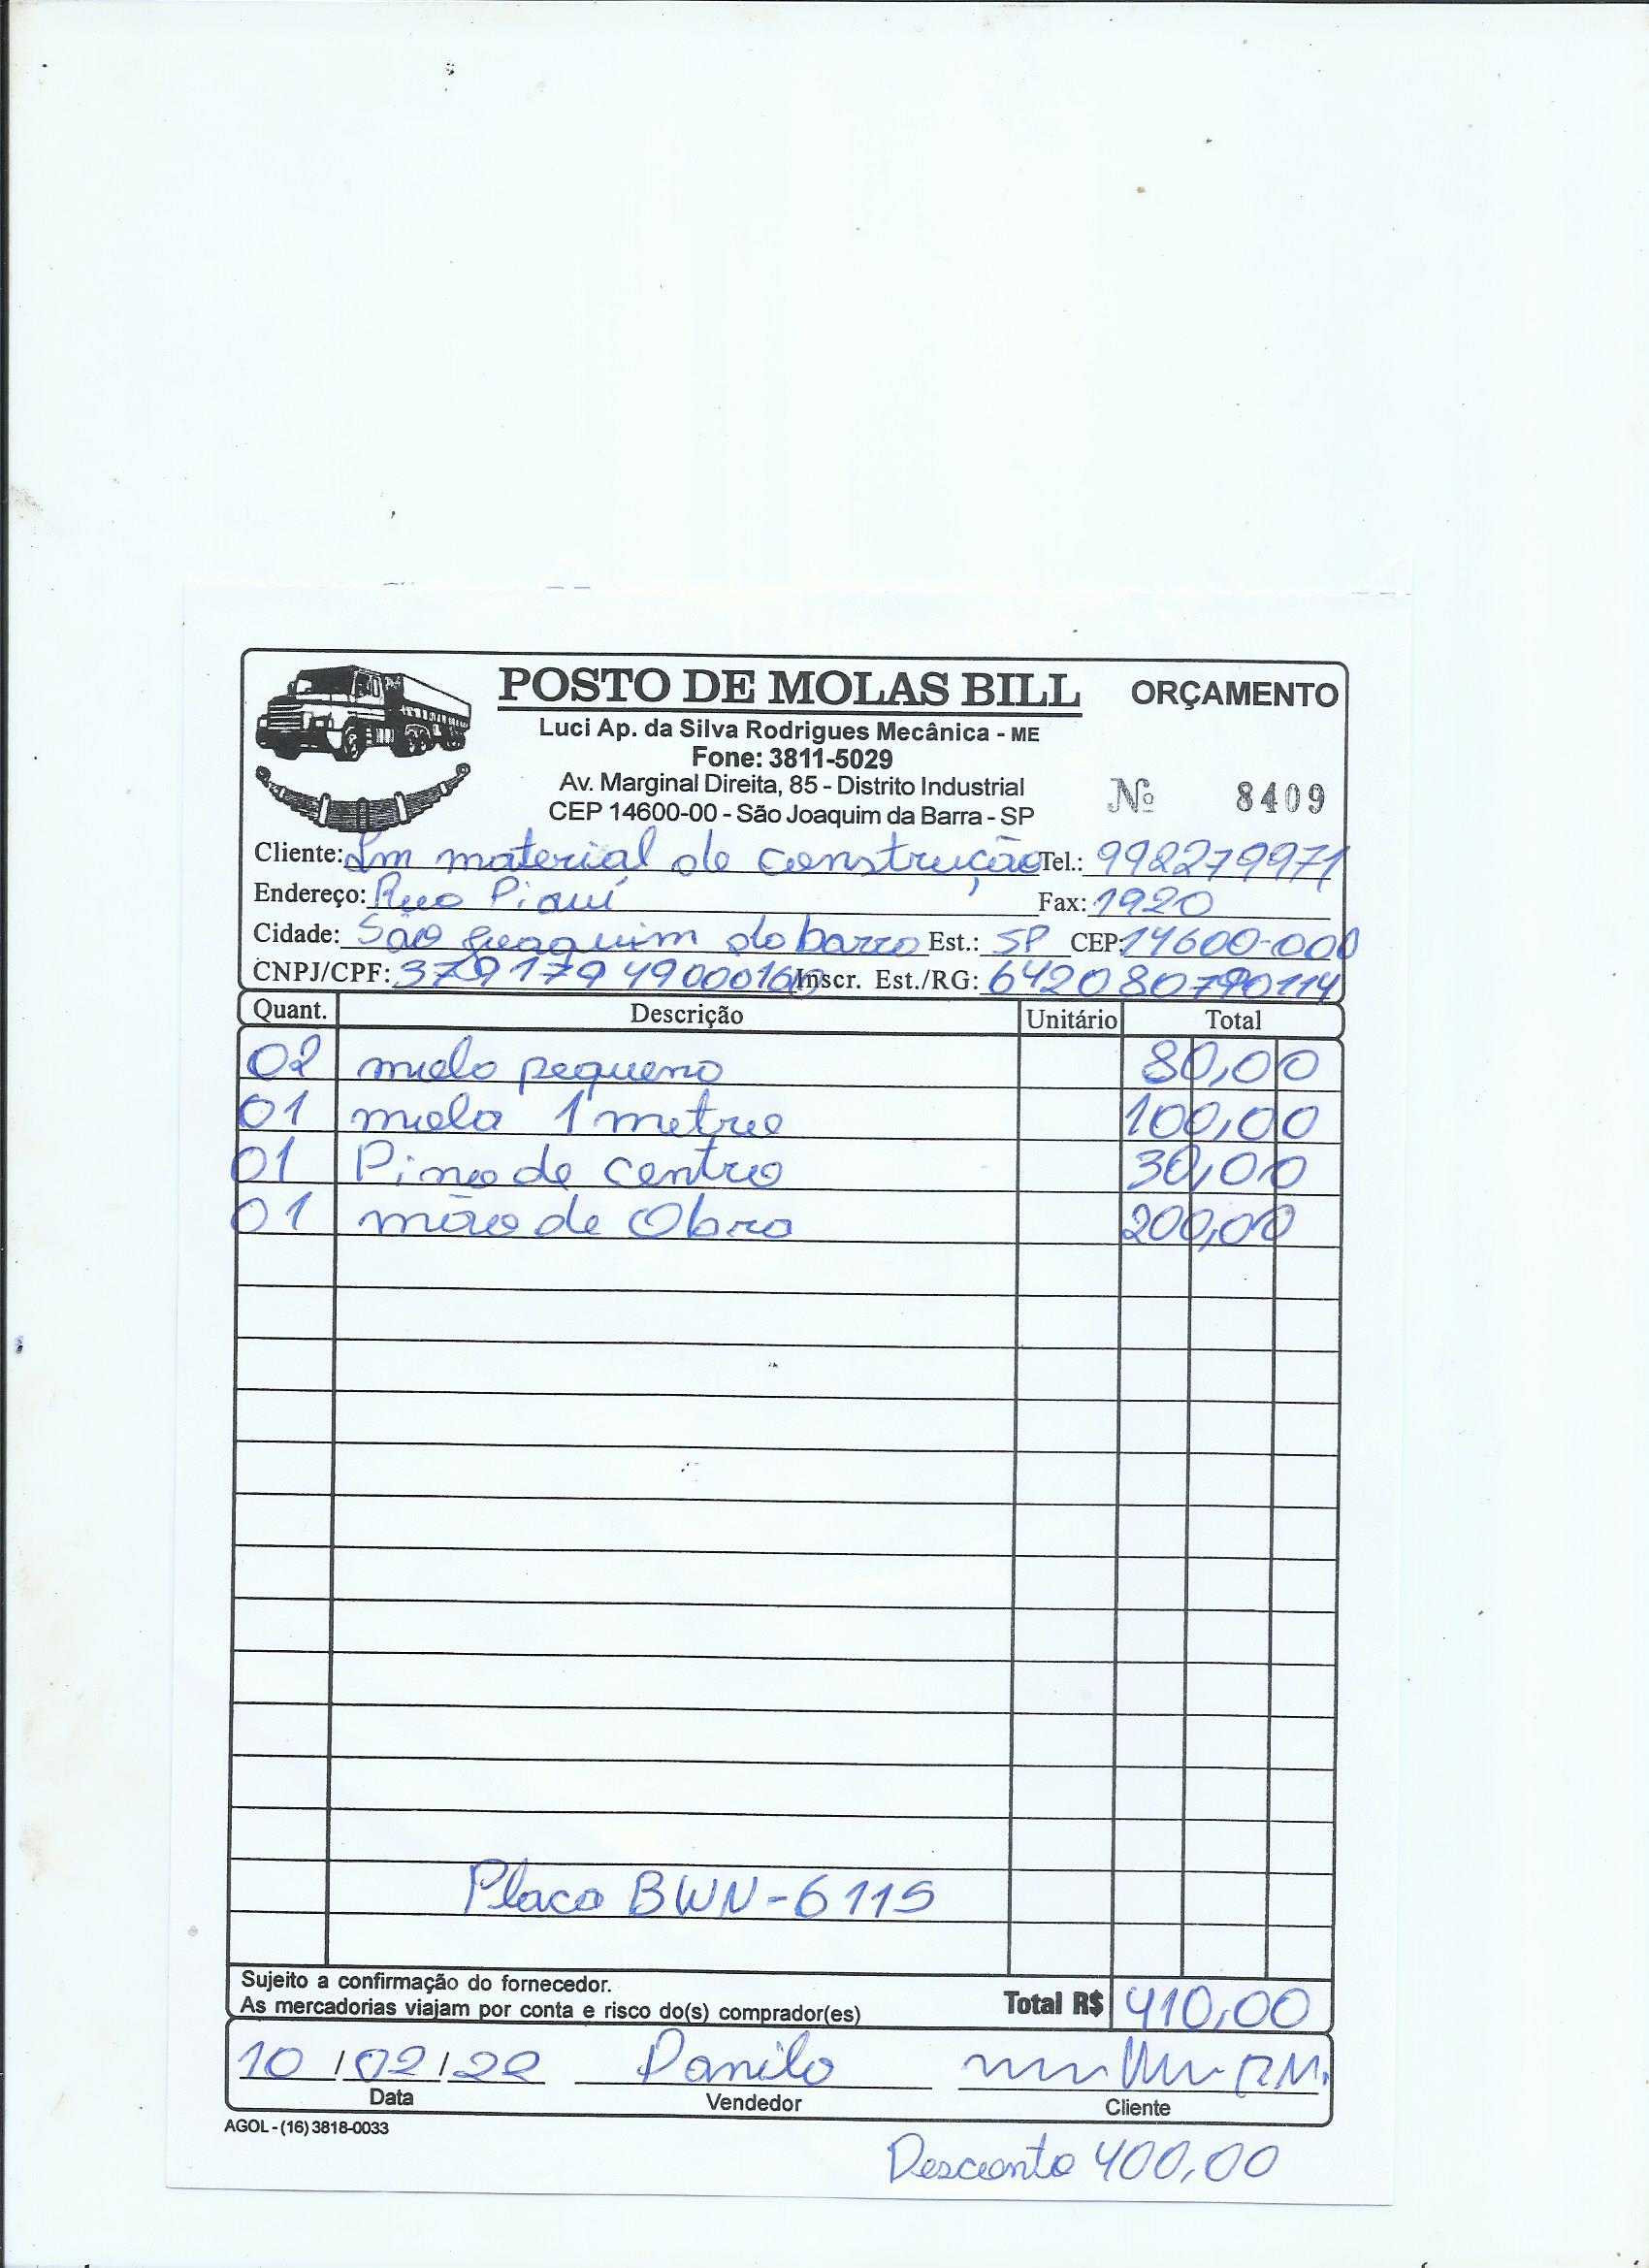 POSTO DE MOLAS BILL ORÇAMENTO
Luci Ap. da Silva Rodrigues Mecânica - ME
Fone: 3811-5029
Av. Marginal Direita, 85 - Distrito Industrial
CEP 14600-00 - São Joaquim da Barra - SP
Nº 8409
Cliente: Lm material de construção Tel.: 998279971
Endereço: Rua Piauí Fax: 1920
Cidade: São Joaquim da barra Est.: SP CEP: 14600-000
CNPJ/CPF: 37917949000160 Inscr. Est./RG: 642080790114
Quant. Descrição Unitário Total
02 mola pequena 80,00
01 mola 1 metro 100,00
01 Pino de centro 30,00
01 mão de Obra 200,00
Placa BWN-6115
Sujeito a confirmação do fornecedor.
As mercadorias viajam por conta e risco do(s) comprador(es) Total R$ 410,00
10/02/22 Danilo
Data Vendedor Cliente
AGOL - (16) 3818-0033
Desconto 400,00